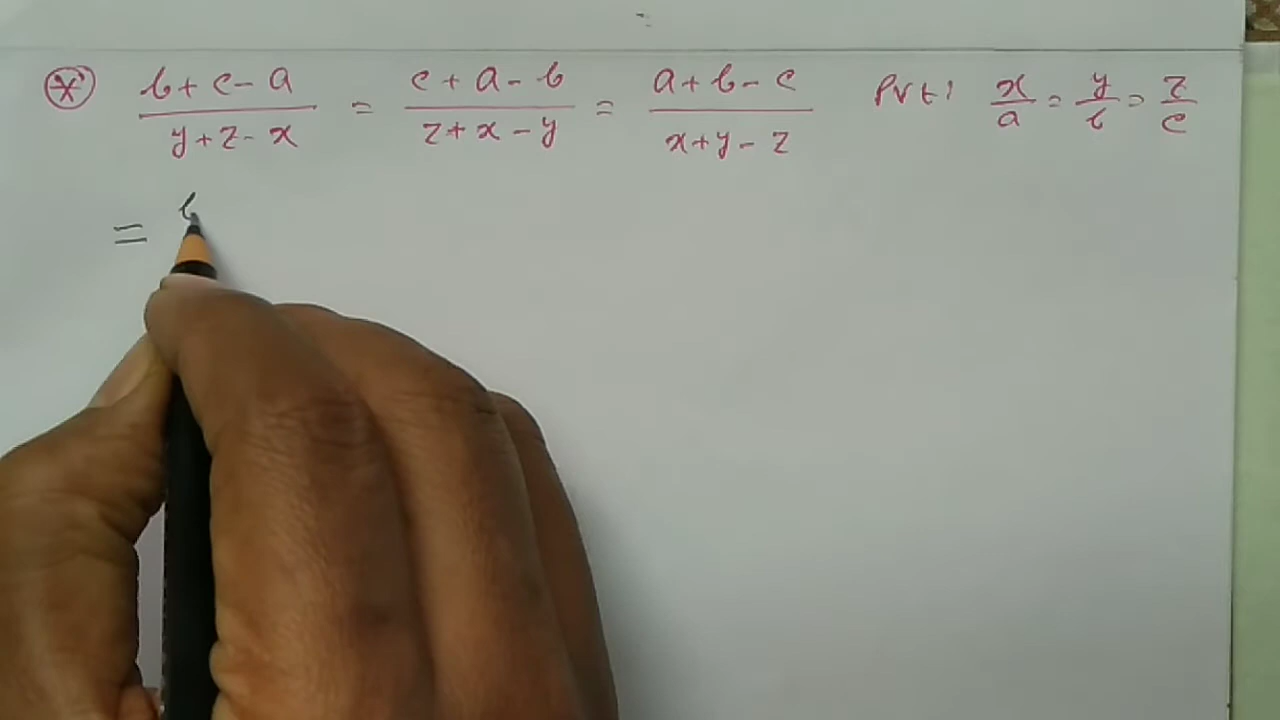 (*) (b+c-a)/(y+z-x) = (c+a-b)/(z+x-y) = (a+b-c)/(x+y-z) Prt! x/a = y/b = z/c
= b